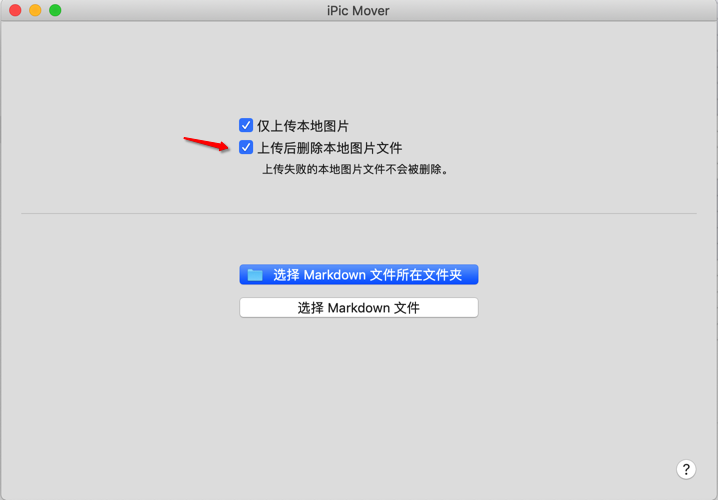 iPic Mover
仅上传本地图片
上传后删除本地图片文件
上传失败的本地图片文件不会被删除。
选择 Markdown 文件所在文件夹
选择 Markdown 文件
?